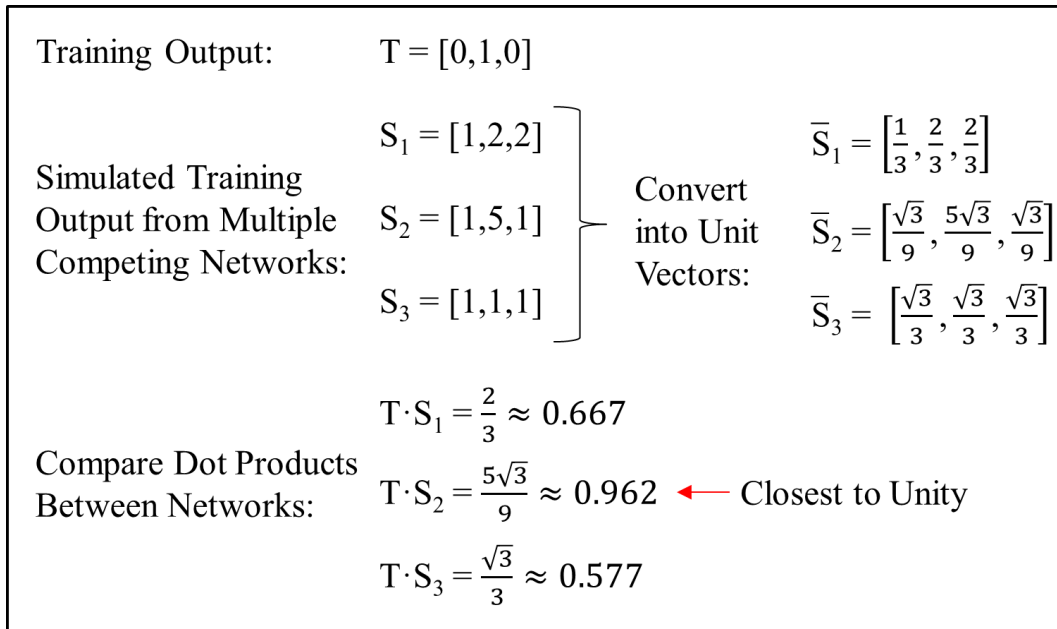 Training Output: T = [0,1,0]
Simulated Training
Output from Multiple
Competing Networks:
S₁ = [1,2,2]
S₂ = [1,5,1]
S₃ = [1,1,1]
Convert
into Unit
Vectors:
S̅₁ = [1/3, 2/3, 2/3]
S̅₂ = [√3/9, 5√3/9, √3/9]
S̅₃ = [√3/3, √3/3, √3/3]
Compare Dot Products
Between Networks:
T·S₁ = 2/3 ≈ 0.667
T·S₂ = 5√3/9 ≈ 0.962 ← Closest to Unity
T·S₃ = √3/3 ≈ 0.577